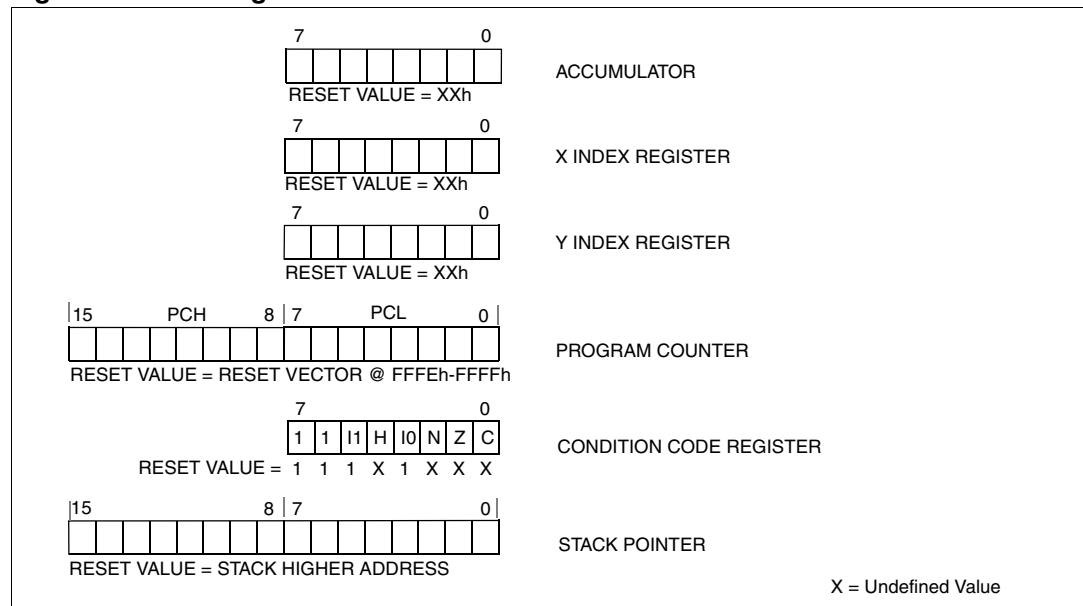 7 0
ACCUMULATOR
RESET VALUE = XXh
7 0
X INDEX REGISTER
RESET VALUE = XXh
7 0
Y INDEX REGISTER
RESET VALUE = XXh
15 PCH 8 7 PCL 0
PROGRAM COUNTER
RESET VALUE = RESET VECTOR @ FFFEh-FFFFh
7 0
1 1 I1 H I0 N Z C
CONDITION CODE REGISTER
RESET VALUE = 1 1 1 X 1 X X X
15 8 7 0
STACK POINTER
RESET VALUE = STACK HIGHER ADDRESS
X = Undefined Value